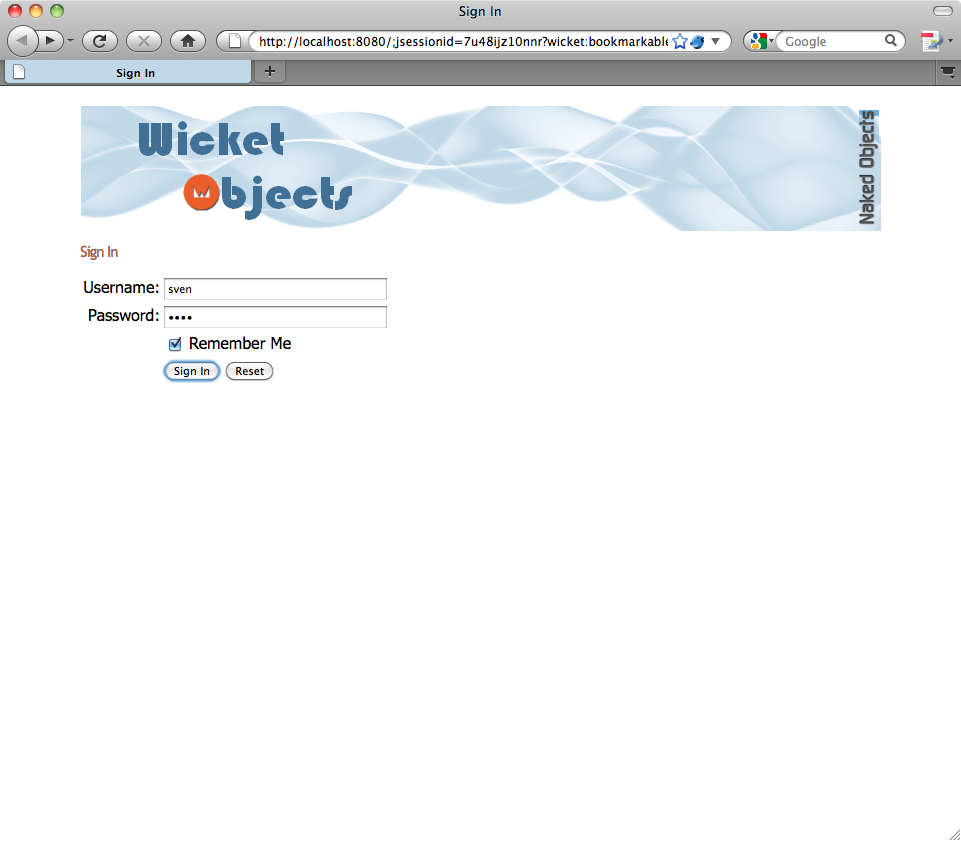 Sign In
http://localhost:8080/;jsessionid=7u48ijz10nnr?wicket:bookmarkable
Google
Sign In
Wicket
Objects
Naked Objects
Sign In
Username: sven
Password: ••••
Remember Me
Sign In Reset